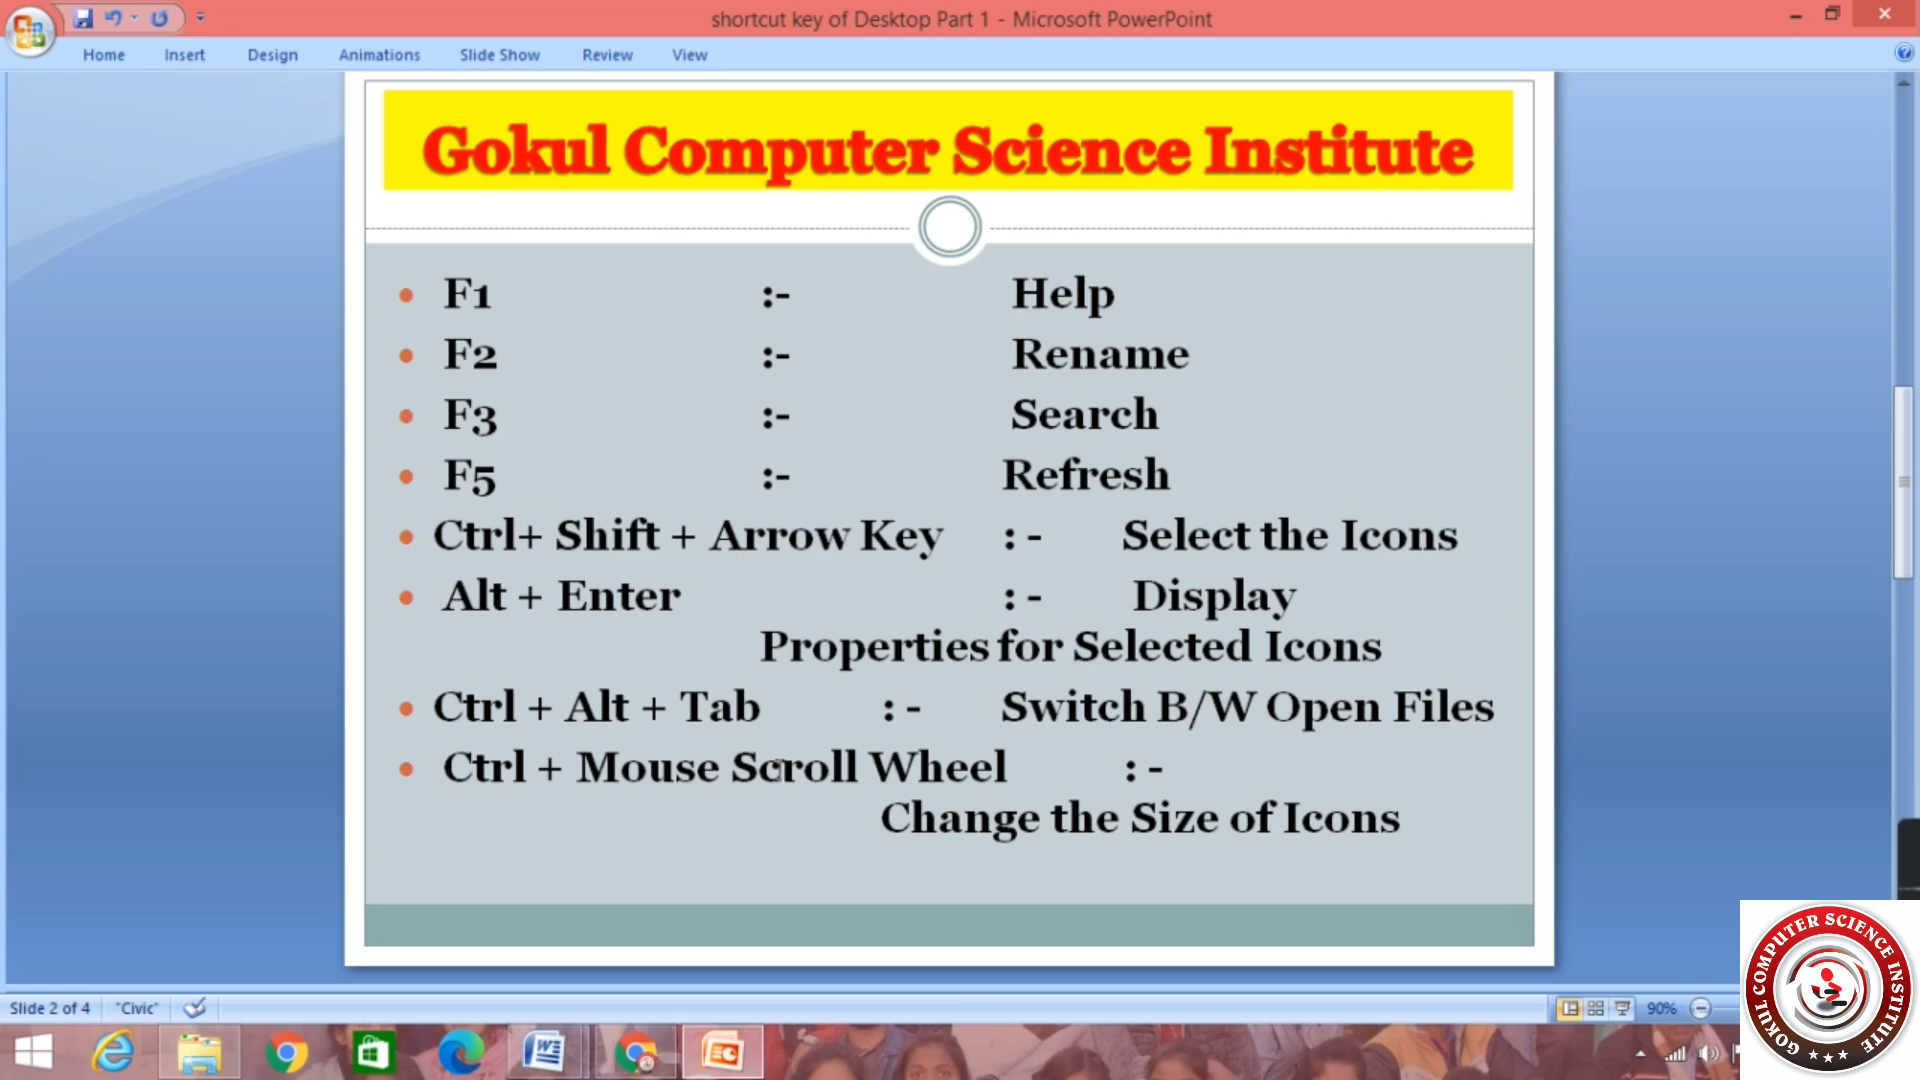 shortcut key of Desktop Part 1 - Microsoft PowerPoint
Home Insert Design Animations Slide Show Review View
Gokul Computer Science Institute
F1 :- Help
F2 :- Rename
F3 :- Search
F5 :- Refresh
Ctrl+ Shift + Arrow Key : - Select the Icons
Alt + Enter : - Display
Properties for Selected Icons
Ctrl + Alt + Tab : - Switch B/W Open Files
Ctrl + Mouse Scroll Wheel : -
Change the Size of Icons
Slide 2 of 4 "Civic" 90%
GOKUL COMPUTER SCIENCE INSTITUTE